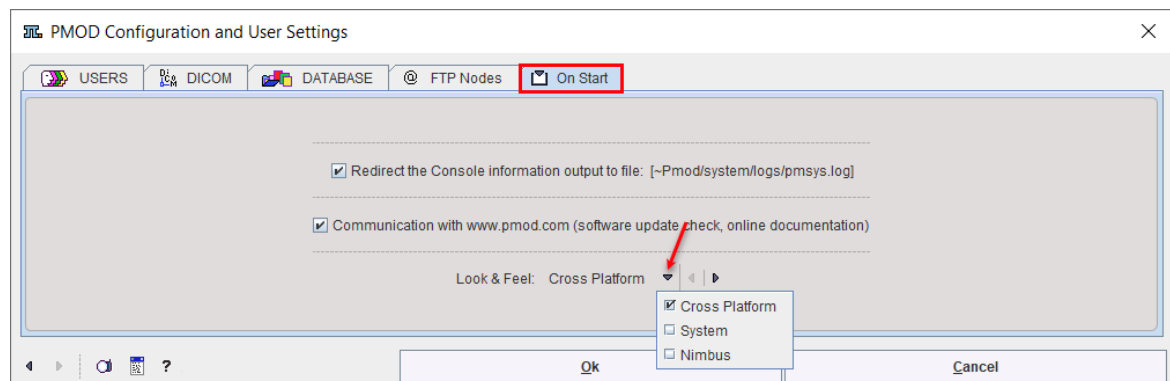 PMOD Configuration and User Settings
USERS DICOM DATABASE @ FTP Nodes On Start
Redirect the Console information output to file: [~Pmod/system/logs/pmsys.log]
Communication with www.pmod.com (software update check, online documentation)
Look & Feel: Cross Platform
Cross Platform
System
Nimbus
? Ok Cancel